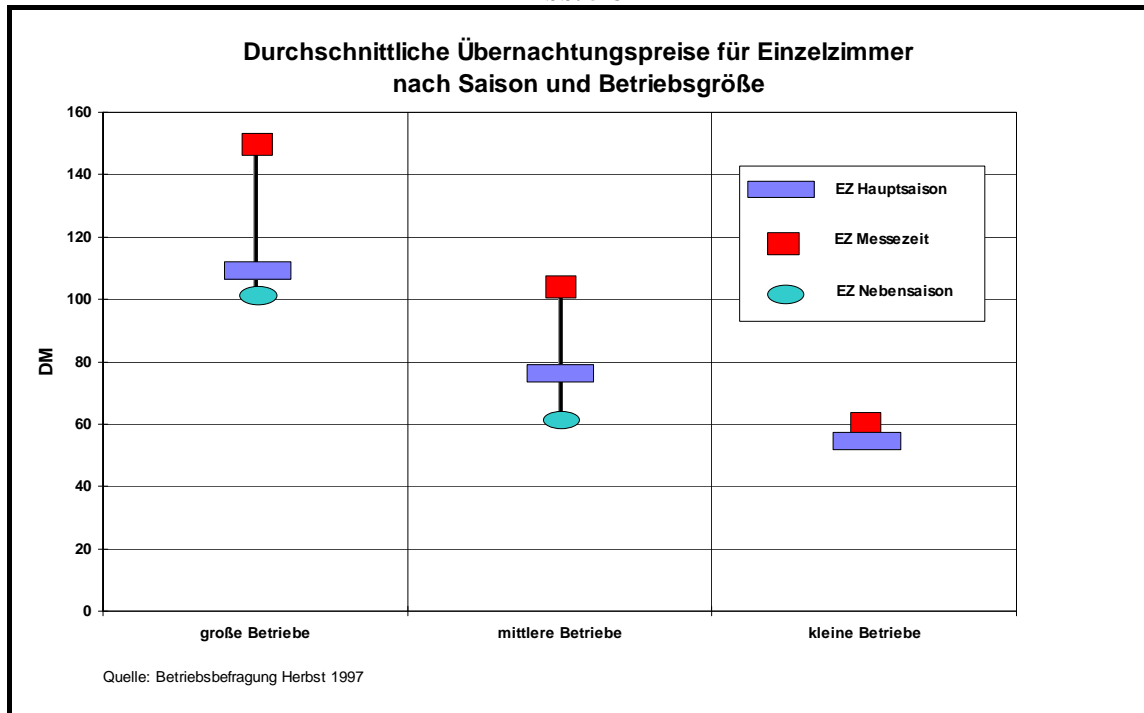 Durchschnittliche Übernachtungspreise für Einzelzimmer
nach Saison und Betriebsgröße
160
140
120
100
80
60
40
20
0
DM
EZ Hauptsaison
EZ Messezeit
EZ Nebensaison
große Betriebe
mittlere Betriebe
kleine Betriebe
Quelle: Betriebsbefragung Herbst 1997